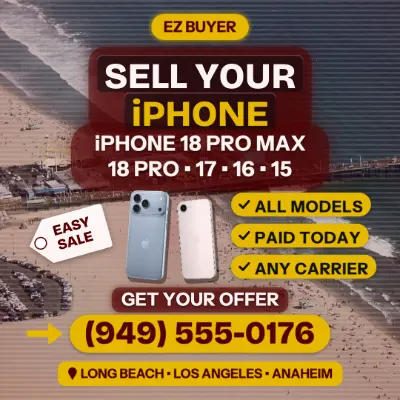 EZ BUYER
SELL YOUR
iPHONE
iPHONE 18 PRO MAX
18 PRO ▪ 17 ▪ 16 ▪ 15
EASY
SALE
✓ ALL MODELS
✓ PAID TODAY
✓ ANY CARRIER
GET YOUR OFFER
(949) 555-0176
LONG BEACH ▪ LOS ANGELES ▪ ANAHEIM